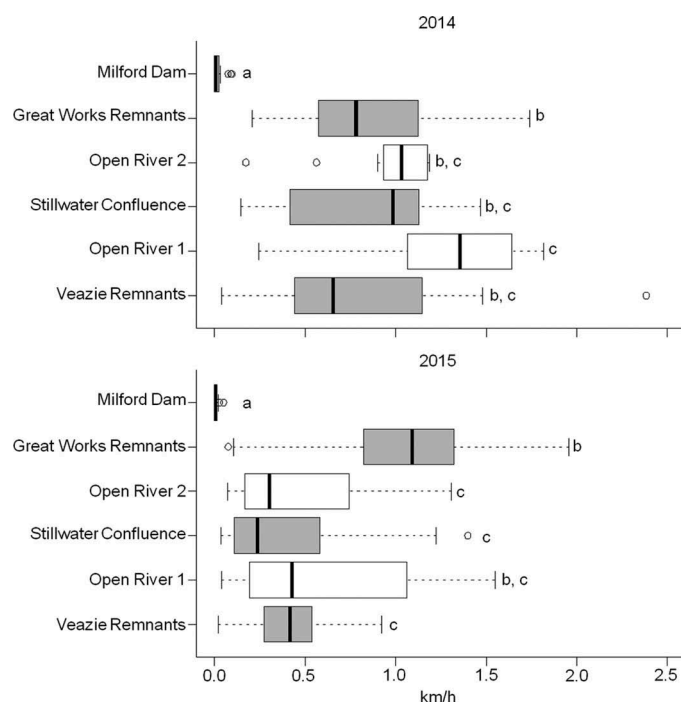 2014
Milford Dam a
Great Works Remnants b
Open River 2 b, c
Stillwater Confluence b, c
Open River 1 c
Veazie Remnants b, c
2015
Milford Dam a
Great Works Remnants b
Open River 2 c
Stillwater Confluence c
Open River 1 b, c
Veazie Remnants c
0.0 0.5 1.0 1.5 2.0 2.5
km/h